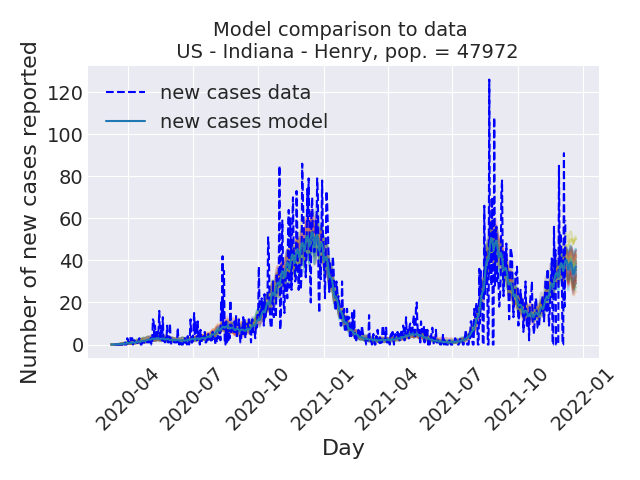 Model comparison to data
US - Indiana - Henry, pop. = 47972
Number of new cases reported
120
100
80
60
40
20
0
new cases data
new cases model
2020-04
2020-07
2020-10
2021-01
2021-04
2021-07
2021-10
2022-01
Day